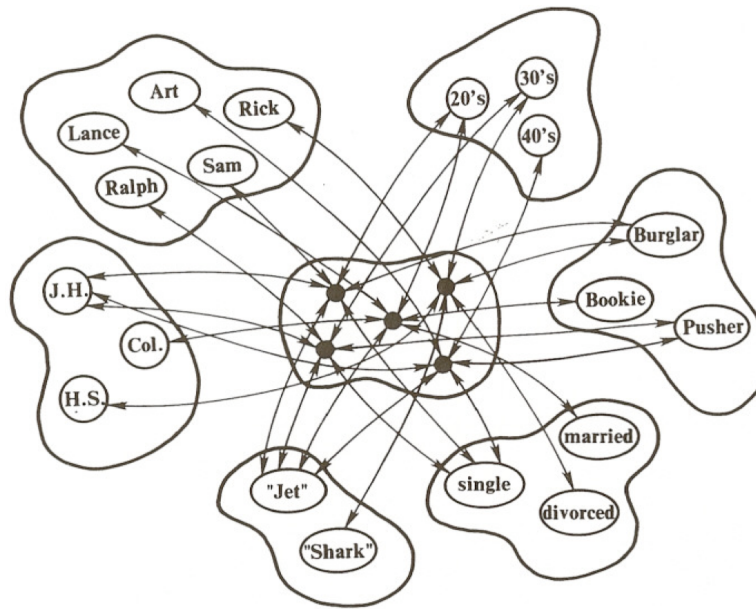 Art
Rick
Lance
Sam
Ralph
20's
30's
40's
Burglar
Bookie
Pusher
J.H.
Col.
H.S.
married
single
divorced
"Jet"
"Shark"